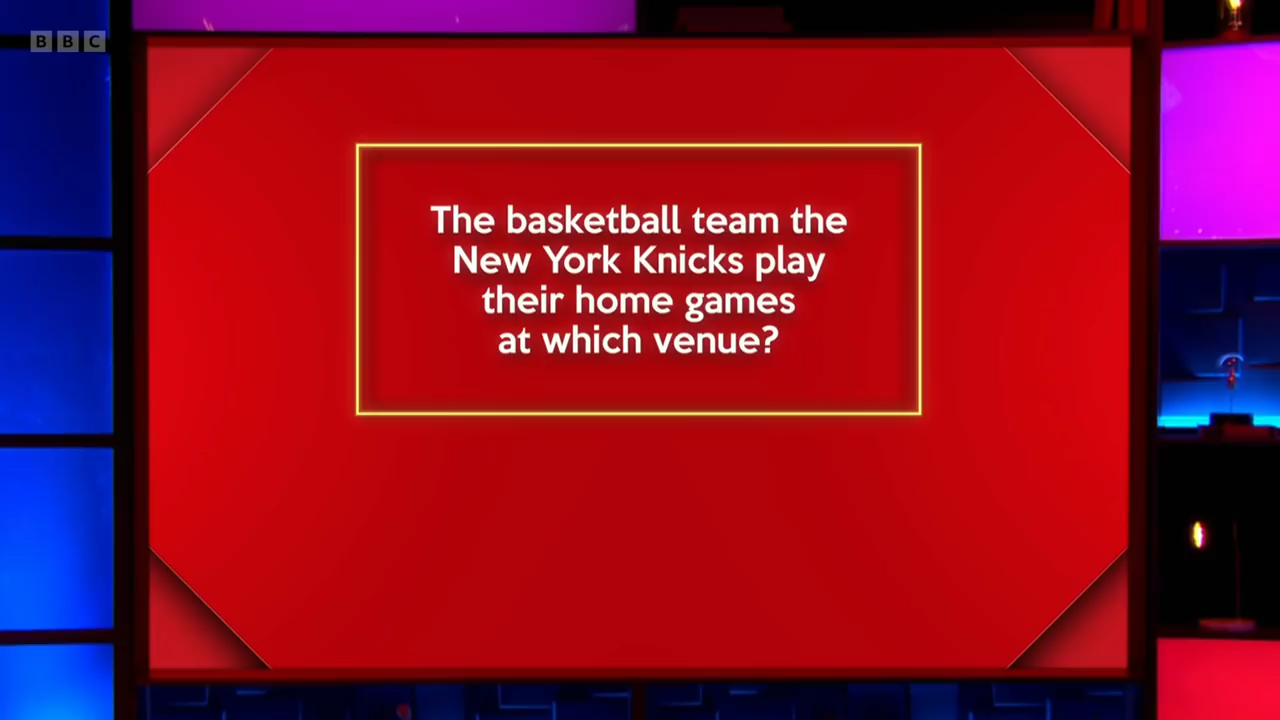 BBC
The basketball team the
New York Knicks play
their home games
at which venue?